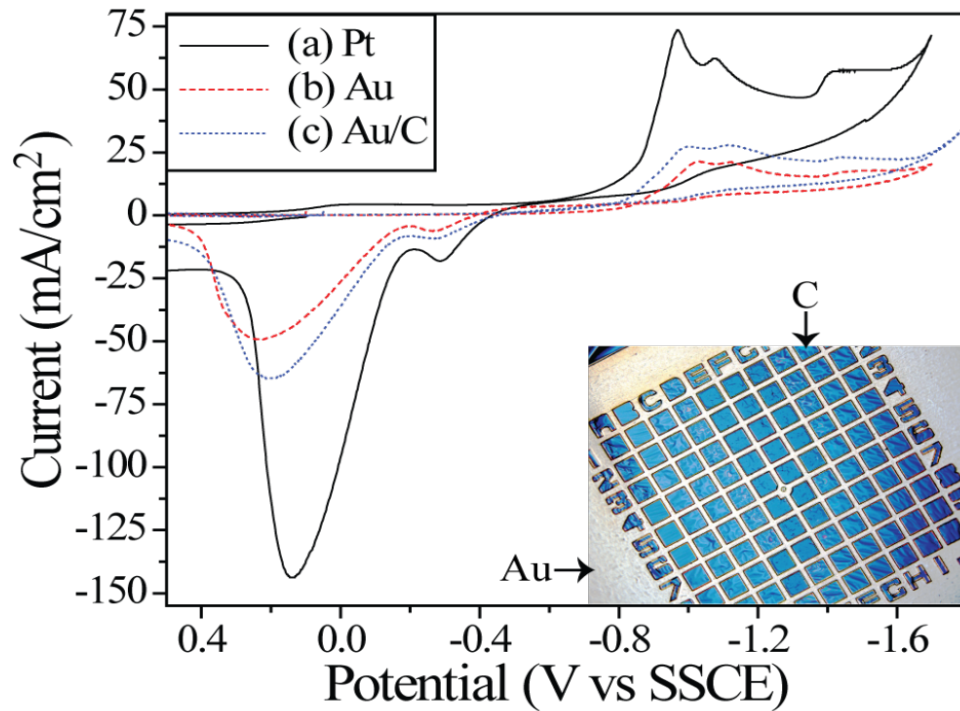 75
50
25
0
-25
-50
-75
-100
-125
-150
Current (mA/cm²)
(a) Pt
(b) Au
(c) Au/C
C
Au
0.4 0.0 -0.4 -0.8 -1.2 -1.6
Potential (V vs SSCE)
B C D E F G